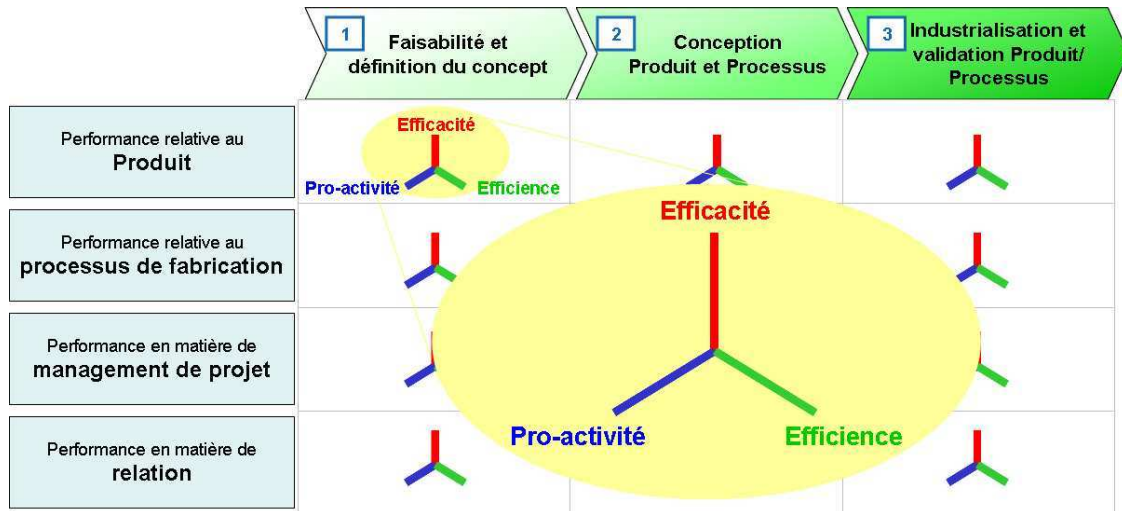 1
Faisabilité et
définition du concept
2
Conception
Produit et Processus
3
Industrialisation et
validation Produit/
Processus
Performance relative au
Produit
Efficacité
Pro-activité
Efficience
Performance relative au
processus de fabrication
Performance en matière de
management de projet
Performance en matière de
relation
Efficacité
Pro-activité
Efficience